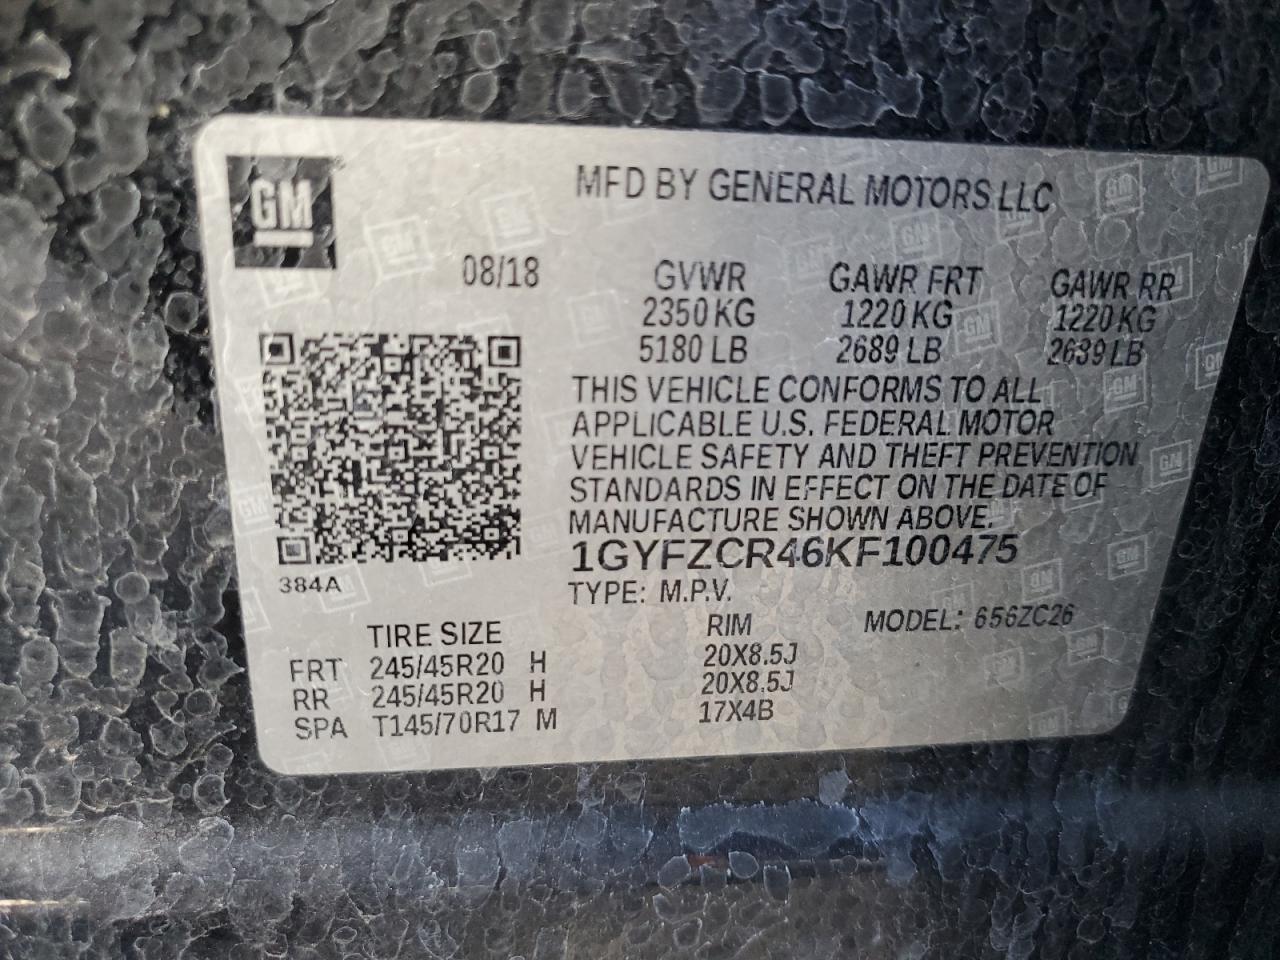 GM
MFD BY GENERAL MOTORS LLC
08/18
GVWR GAWR FRT GAWR RR
2350 KG 1220 KG 1220 KG
5180 LB 2689 LB 2689 LB
THIS VEHICLE CONFORMS TO ALL
APPLICABLE U.S. FEDERAL MOTOR
VEHICLE SAFETY AND THEFT PREVENTION
STANDARDS IN EFFECT ON THE DATE OF
MANUFACTURE SHOWN ABOVE.
1GYFZCR46KF100475
384A
TYPE: M.P.V.
TIRE SIZE RIM MODEL: 656ZC26
FRT 245/45R20 H 20X8.5J
RR 245/45R20 H 20X8.5J
SPA T145/70R17 M 17X4B